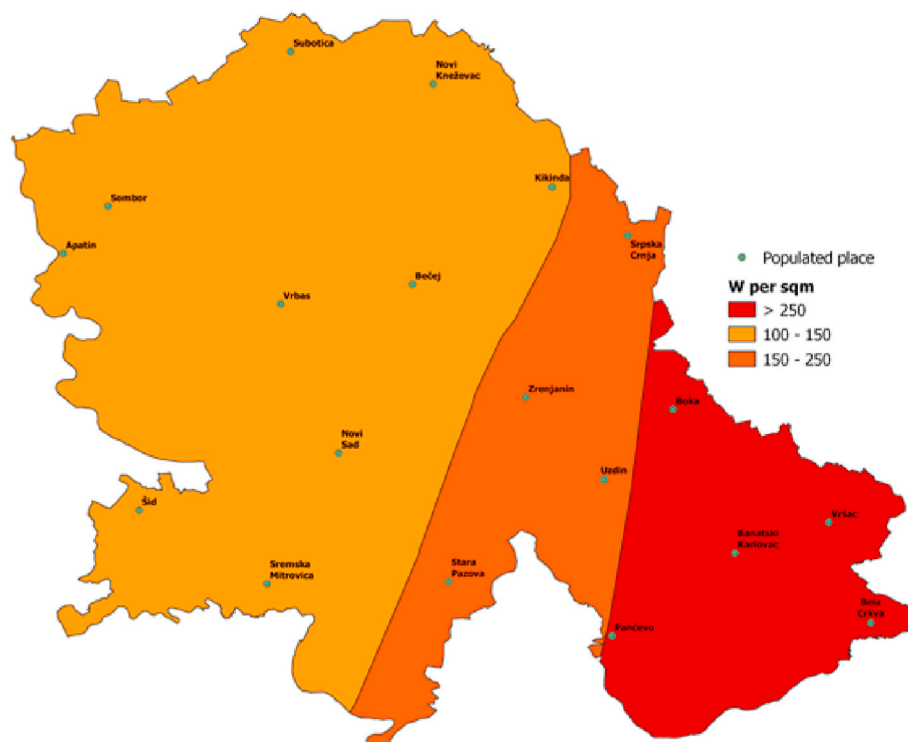 Subotica
Novi
Kneževac
Kikinda
Sombor
Srpska
Crnja
Apatin
Bečej
Vrbas
Populated place
W per sqm
> 250
100 - 150
150 - 250
Zrenjanin
Boka
Novi
Sad
Uzdin
Šid
Vršac
Banatski
Karlovac
Sremska
Mitrovica
Stara
Pazova
Bela
Crkva
Pančevo